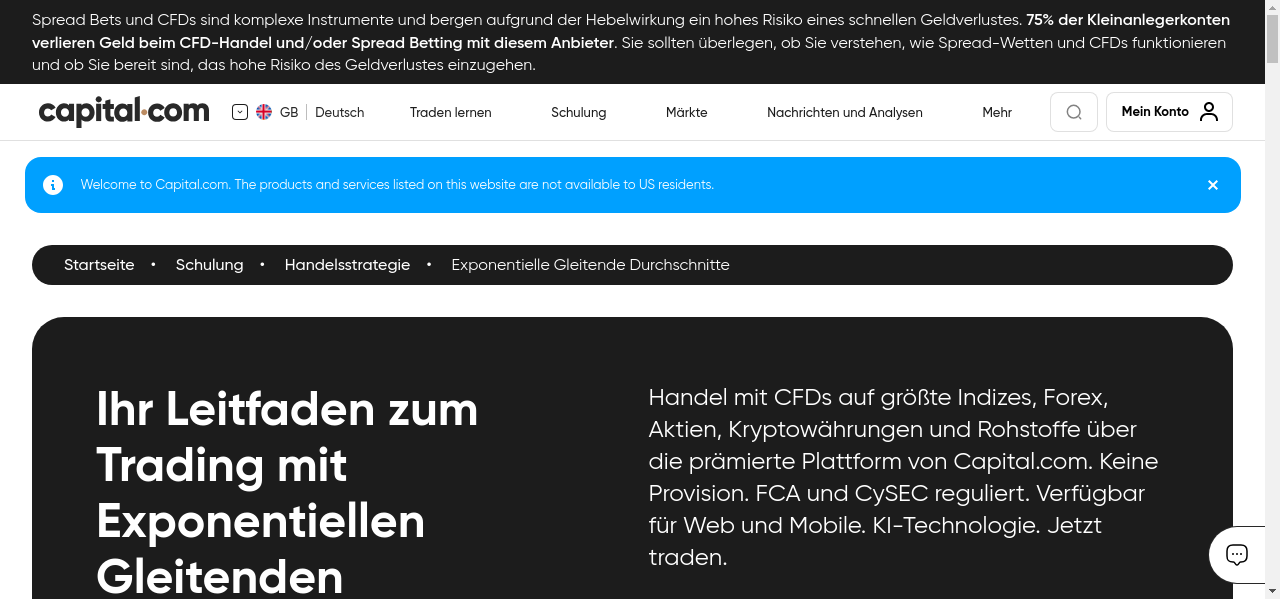 Spread Bets und CFDs sind komplexe Instrumente und bergen aufgrund der Hebelwirkung ein hohes Risiko eines schnellen Geldverlustes. 75% der Kleinanlegerkonten
verlieren Geld beim CFD-Handel und/oder Spread Betting mit diesem Anbieter. Sie sollten überlegen, ob Sie verstehen, wie Spread-Wetten und CFDs funktionieren
und ob Sie bereit sind, das hohe Risiko des Geldverlustes einzugehen.
capital.com GB Deutsch Traden lernen Schulung Märkte Nachrichten und Analysen Mehr Mein Konto
Welcome to Capital.com. The products and services listed on this website are not available to US residents.
Startseite • Schulung • Handelsstrategie • Exponentielle Gleitende Durchschnitte
Ihr Leitfaden zum
Trading mit
Exponentiellen
Gleitenden
Handel mit CFDs auf größte Indizes, Forex,
Aktien, Kryptowährungen und Rohstoffe über
die prämierte Plattform von Capital.com. Keine
Provision. FCA und CySEC reguliert. Verfügbar
für Web und Mobile. KI-Technologie. Jetzt
traden.